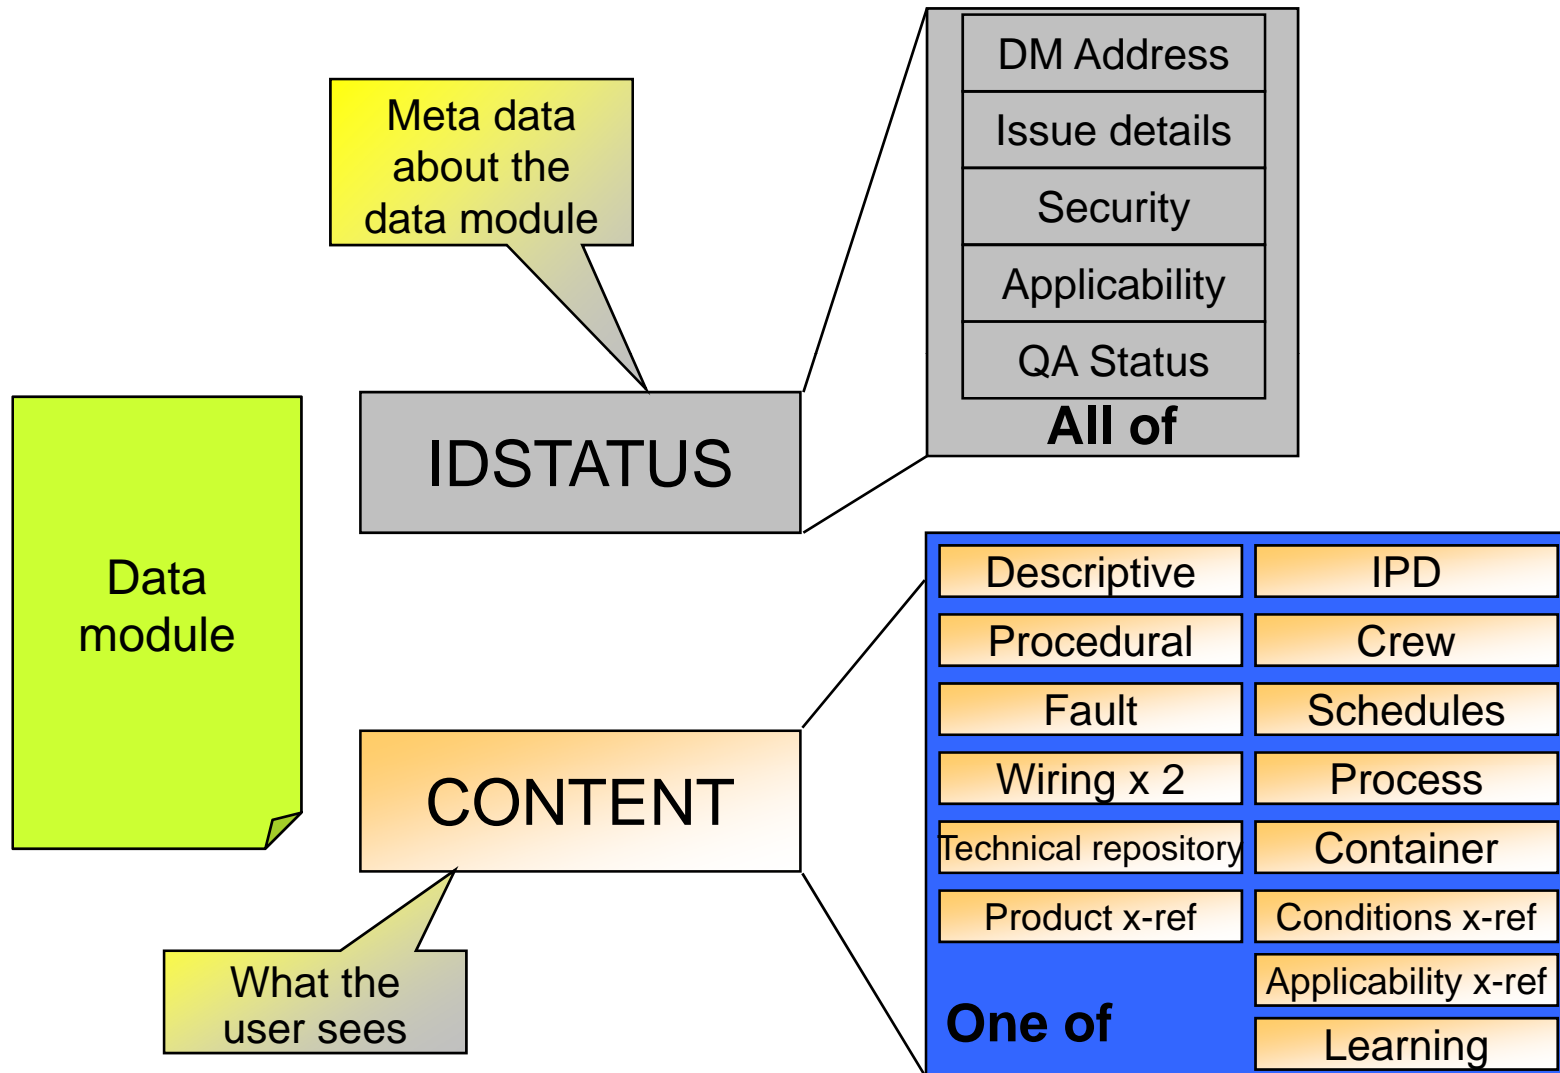 DM Address
Issue details
Security
Applicability
QA Status
All of
Meta data
about the
data module
IDSTATUS
Data
module
CONTENT
What the
user sees
Descriptive
IPD
Procedural
Crew
Fault
Schedules
Wiring x 2
Process
Technical repository
Container
Product x-ref
Conditions x-ref
Applicability x-ref
One of
Learning